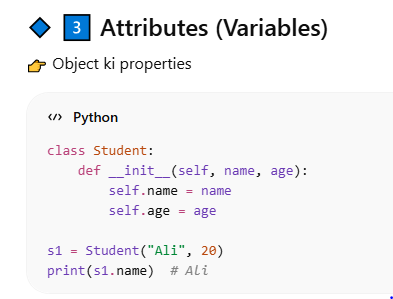 🔹 3️⃣ Attributes (Variables)
👉 Object ki properties
</> Python
class Student:
    def __init__(self, name, age):
        self.name = name
        self.age = age

s1 = Student("Ali", 20)
print(s1.name)  # Ali